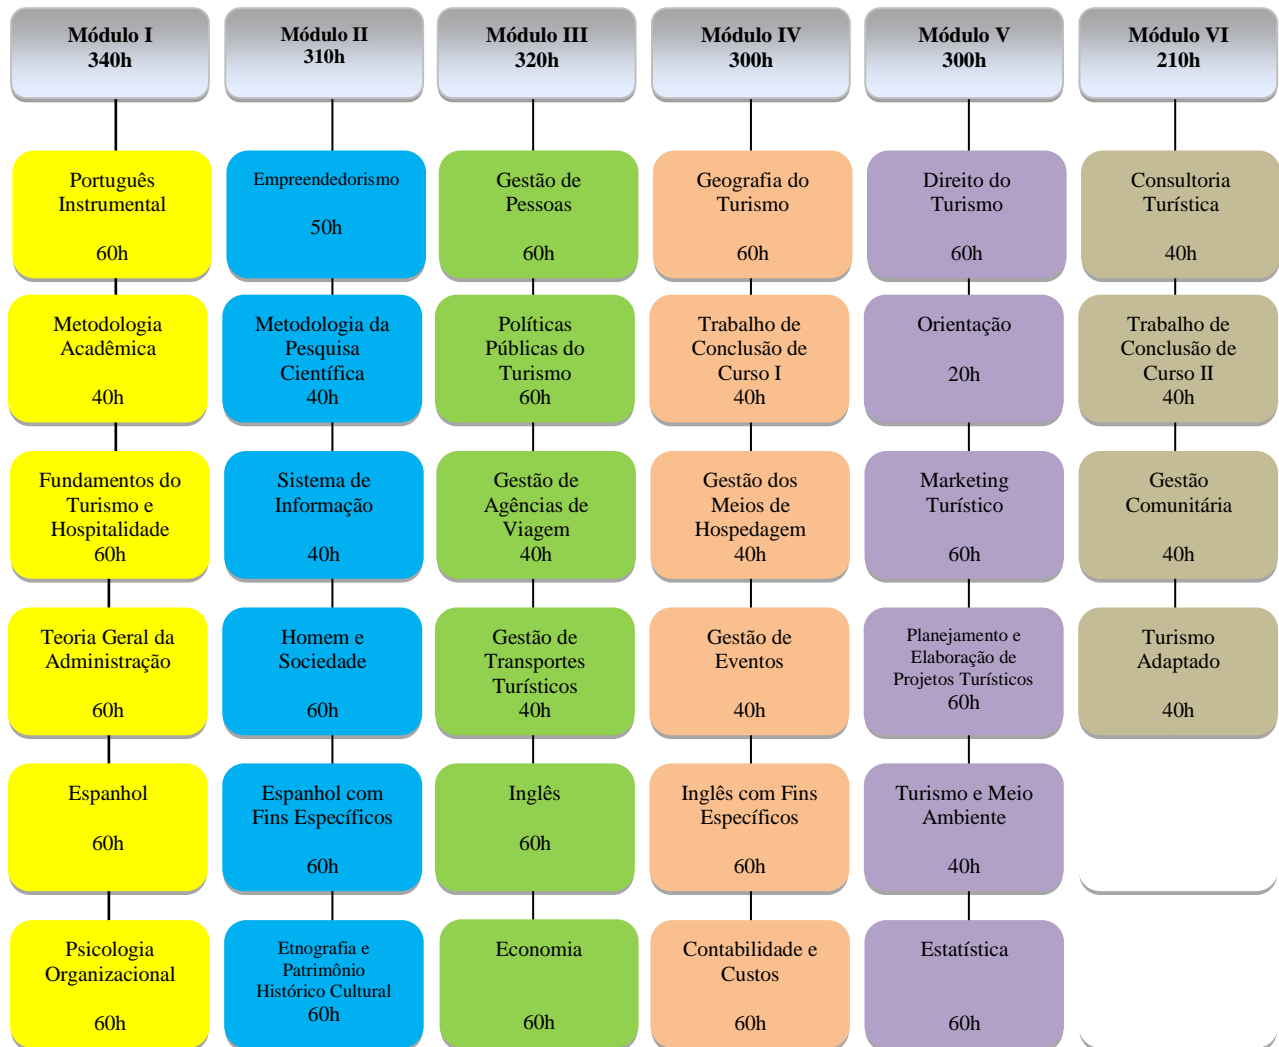 Módulo I
340h
Módulo II
310h
Módulo III
320h
Módulo IV
300h
Módulo V
300h
Módulo VI
210h
Português
Instrumental
60h
Empreendedorismo
50h
Gestão de
Pessoas
60h
Geografia do
Turismo
60h
Direito do
Turismo
60h
Consultoria
Turística
40h
Metodologia
Acadêmica
40h
Metodologia da
Pesquisa
Científica
40h
Políticas
Públicas do
Turismo
60h
Trabalho de
Conclusão de
Curso I
40h
Orientação
20h
Trabalho de
Conclusão de
Curso II
40h
Fundamentos do
Turismo e
Hospitalidade
60h
Sistema de
Informação
40h
Gestão de
Agências de
Viagem
40h
Gestão dos
Meios de
Hospedagem
40h
Marketing
Turístico
60h
Gestão
Comunitária
40h
Teoria Geral da
Administração
60h
Homem e
Sociedade
60h
Gestão de
Transportes
Turísticos
40h
Gestão de
Eventos
40h
Planejamento e
Elaboração de
Projetos Turísticos
60h
Turismo
Adaptado
40h
Espanhol
60h
Espanhol com
Fins Específicos
60h
Inglês
60h
Inglês com Fins
Específicos
60h
Turismo e Meio
Ambiente
40h
Psicologia
Organizacional
60h
Etnografia e
Patrimônio
Histórico Cultural
60h
Economia
60h
Contabilidade e
Custos
60h
Estatística
60h